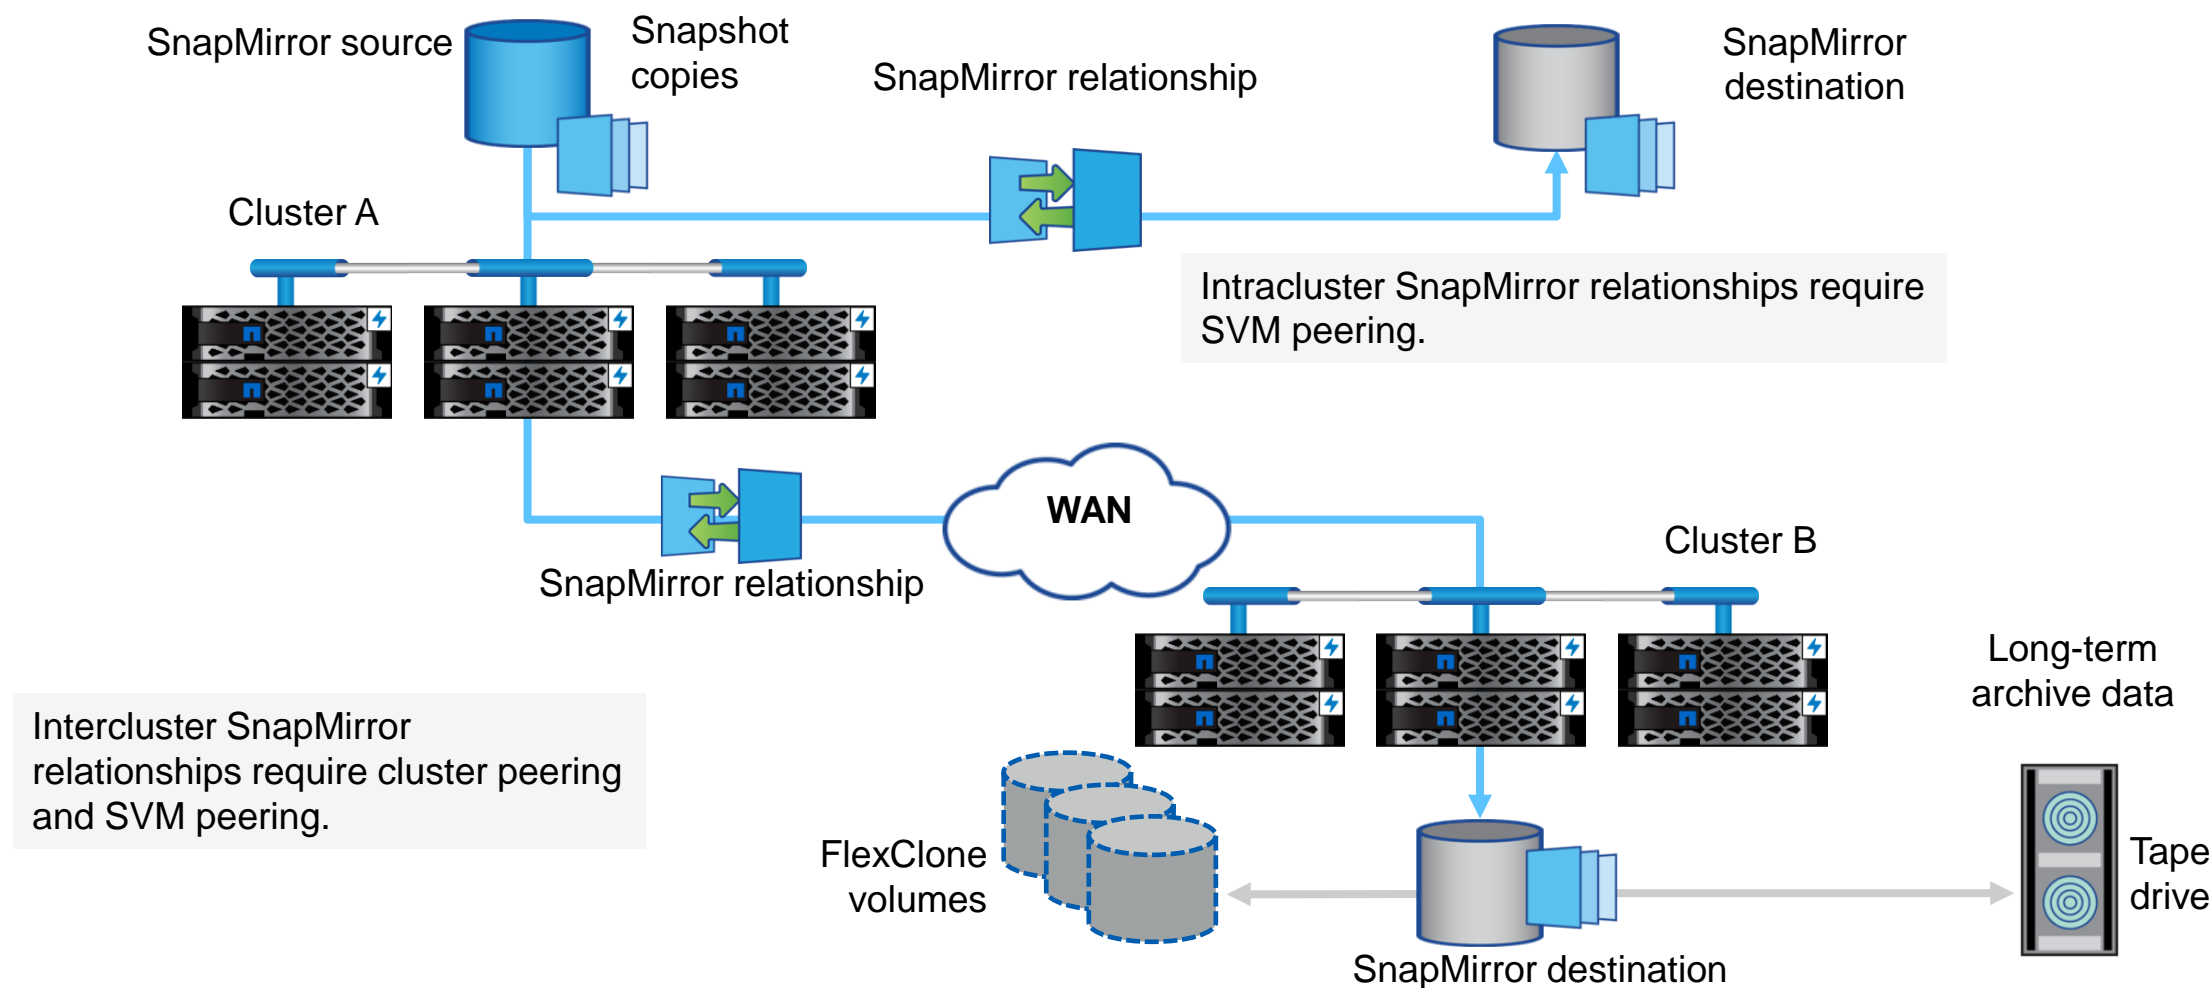 SnapMirror source
Snapshot
copies
SnapMirror relationship
SnapMirror
destination
Cluster A
Intracluster SnapMirror relationships require
SVM peering.
WAN
Cluster B
SnapMirror relationship
Long-term
archive data
Intercluster SnapMirror
relationships require cluster peering
and SVM peering.
FlexClone
volumes
Tape
drive
SnapMirror destination